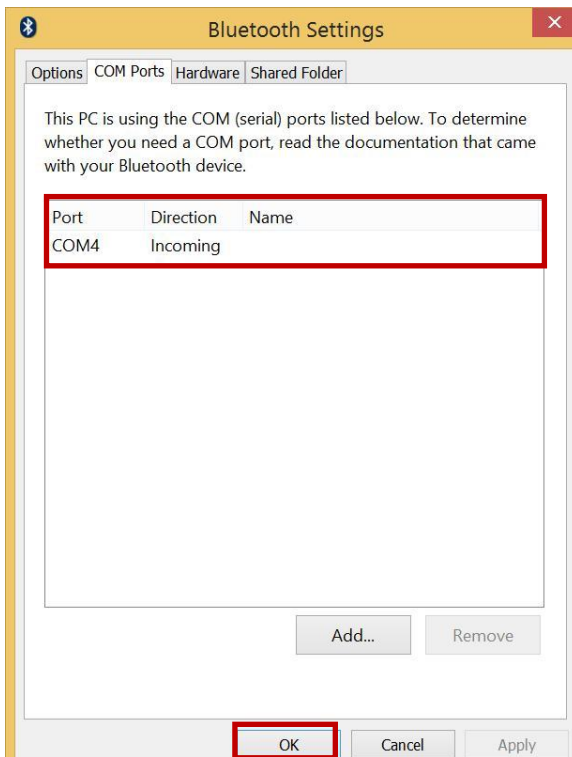 Bluetooth Settings
Options COM Ports Hardware Shared Folder
This PC is using the COM (serial) ports listed below. To determine
whether you need a COM port, read the documentation that came
with your Bluetooth device.
Port Direction Name
COM4 Incoming
Add... Remove
OK Cancel Apply